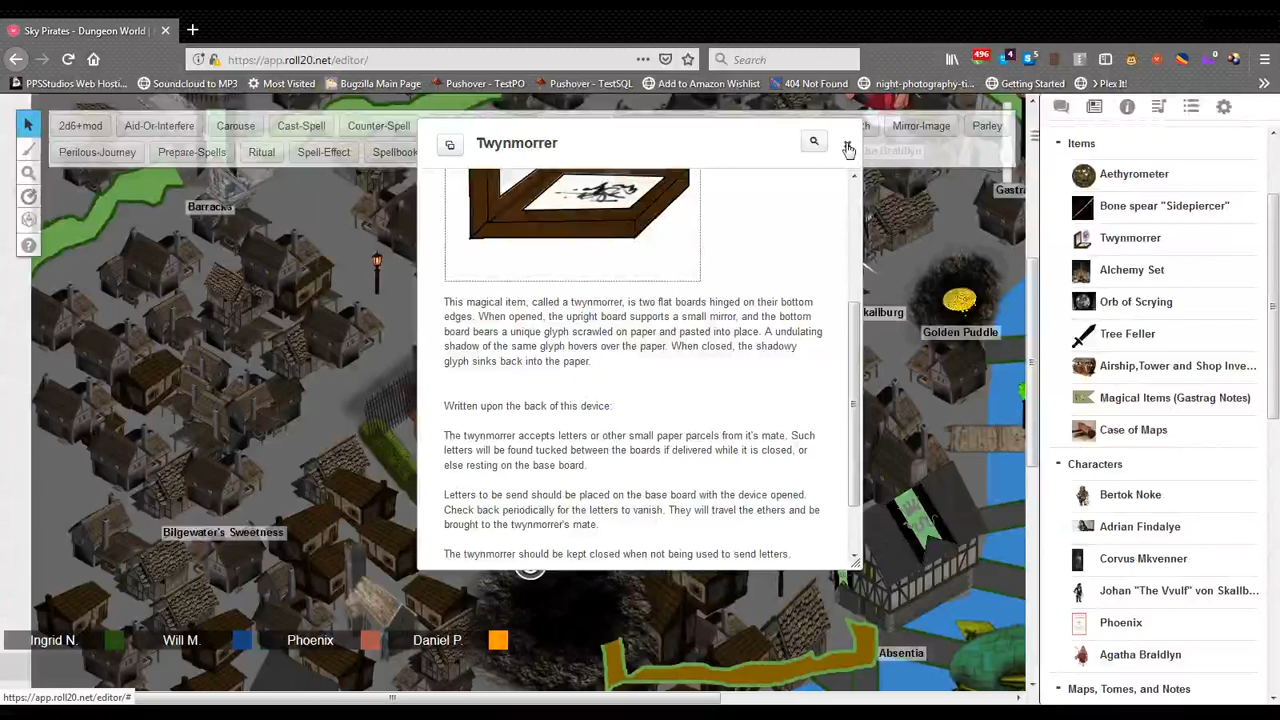 Sky Pirates - Dungeon World |
https://app.roll20.net/editor/
Search
496
4
5
0
PPSStudios Web Hosti...
Soundcloud to MP3
Most Visited
Bugzilla Main Page
Pushover - TestPO
Pushover - TestSQL
Add to Amazon Wishlist
404 Not Found
night-photography-ti...
Getting Started
> Plex It!
2d6+mod
Aid-Or-Interfere
Carouse
Cast-Spell
Counter-Spell
Mirror-Image
Parley
Perilous-Journey
Prepare-Spells
Ritual
Spell-Effect
Spellbook
Twynmorrer
Barracks
Gastra
kallburg
Golden Puddle
Bilgewater's Sweetness
Absentia
This magical item, called a twynmorrer, is two flat boards hinged on their bottom
edges. When opened, the upright board supports a small mirror, and the bottom
board bears a unique glyph scrawled on paper and pasted into place. A undulating
shadow of the same glyph hovers over the paper. When closed, the shadowy
glyph sinks back into the paper.
Written upon the back of this device:
The twynmorrer accepts letters or other small paper parcels from it's mate. Such
letters will be found tucked between the boards if delivered while it is closed, or
else resting on the base board.
Letters to be send should be placed on the base board with the device opened.
Check back periodically for the letters to vanish. They will travel the ethers and be
brought to the twynmorrer's mate.
The twynmorrer should be kept closed when not being used to send letters.
Ingrid N.
Will M.
Phoenix
Daniel P.
https://app.roll20.net/editor/#
Items
Aethyrometer
Bone spear "Sidepiercer"
Twynmorrer
Alchemy Set
Orb of Scrying
Tree Feller
Airship,Tower and Shop Inve...
Magical Items (Gastrag Notes)
Case of Maps
Characters
Bertok Noke
Adrian Findalye
Corvus Mkvenner
Johan "The Vvulf" von Skallb...
Phoenix
Agatha Braldlyn
Maps, Tomes, and Notes